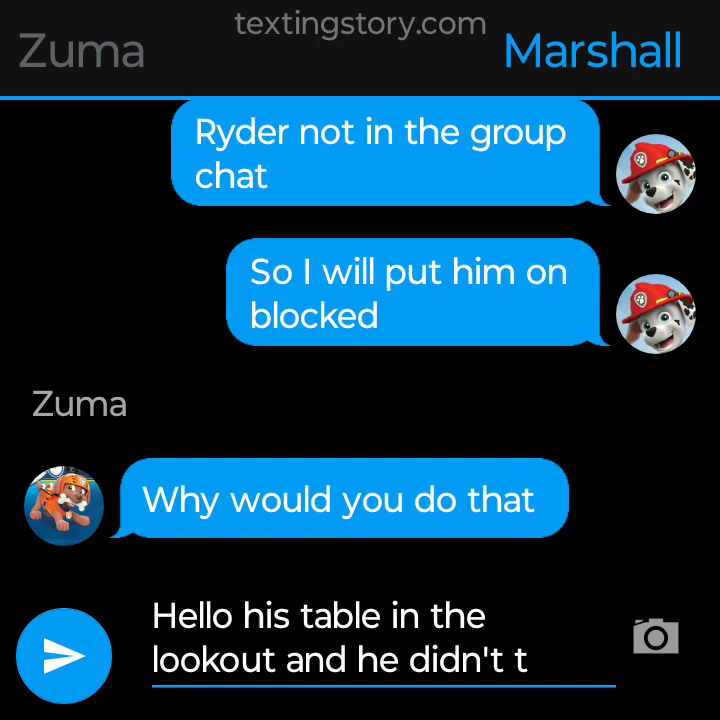 textingstory.com
Zuma
Marshall
Ryder not in the group
chat
So I will put him on
blocked
Zuma
Why would you do that
Hello his table in the
lookout and he didn't t